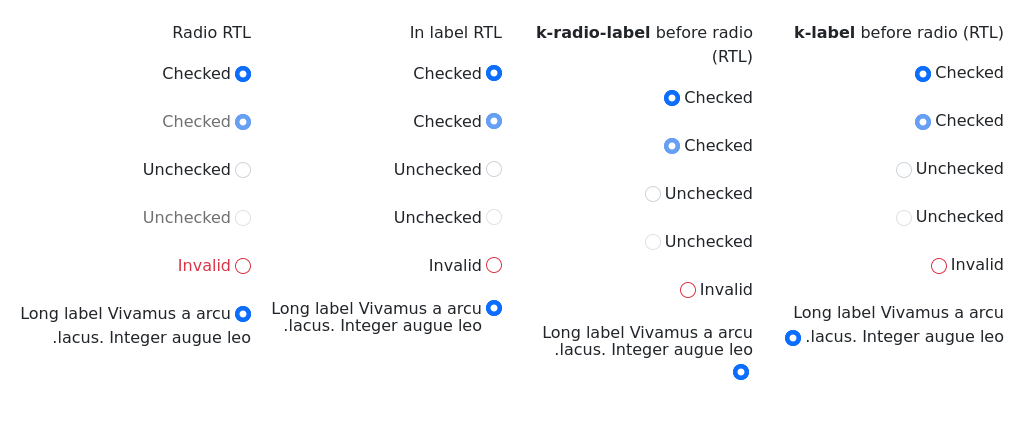 Radio RTL
Checked
Checked
Unchecked
Unchecked
Invalid
Long label Vivamus a arcu
.lacus. Integer augue leo
In label RTL
Checked
Checked
Unchecked
Unchecked
Invalid
Long label Vivamus a arcu
.lacus. Integer augue leo
k-radio-label before radio
(RTL)
Checked
Checked
Unchecked
Unchecked
Invalid
Long label Vivamus a arcu
.lacus. Integer augue leo
k-label before radio (RTL)
Checked
Checked
Unchecked
Unchecked
Invalid
Long label Vivamus a arcu
.lacus. Integer augue leo